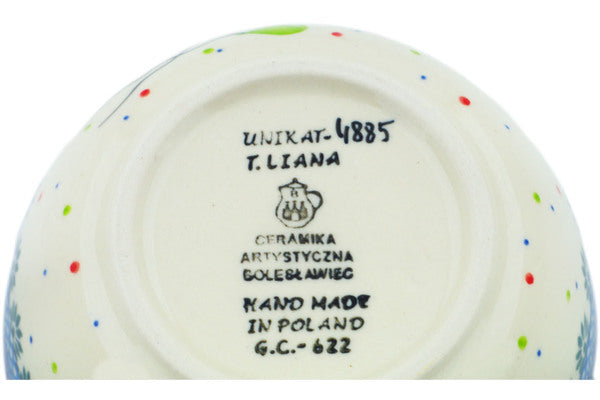 UNIKAT-4885
T. LIANA
B
CERAMIKA
ARTYSTYCZNA
BOLESŁAWIEC
HAND MADE
IN POLAND
G.C.-622